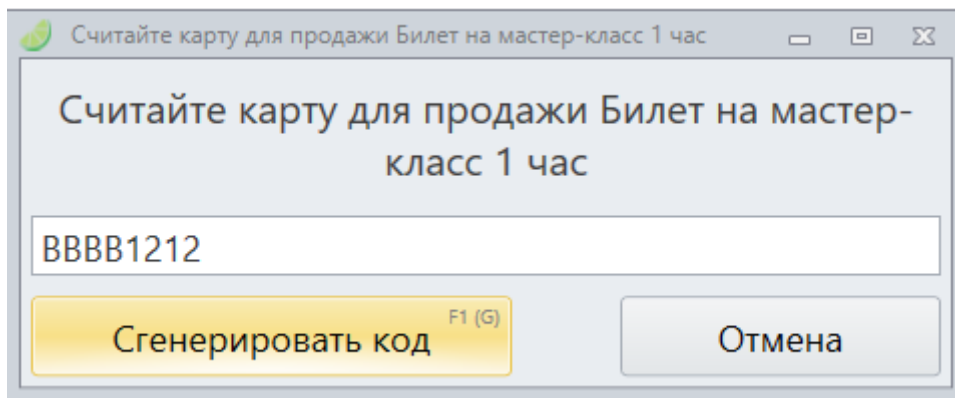 Считайте карту для продажи Билет на мастер-класс 1 час
Считайте карту для продажи Билет на мастер-
класс 1 час
BBBB1212
Сгенерировать код F1 (G)
Отмена